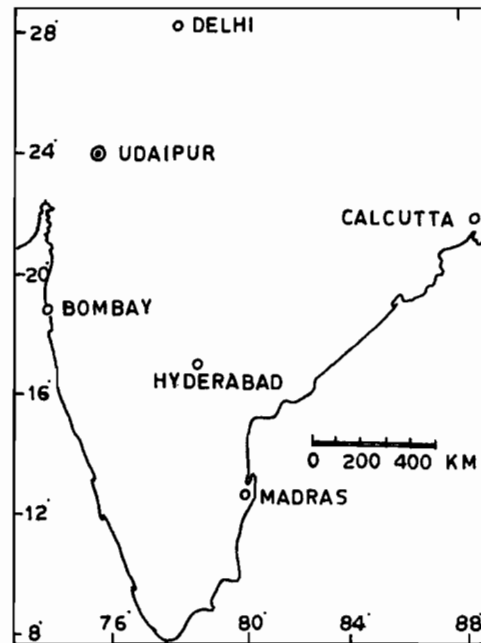 28°
DELHI
24°
UDAIPUR
CALCUTTA
20°
BOMBAY
HYDERABAD
16°
0 200 400 KM
MADRAS
12°
8°
76° 80° 84° 88°